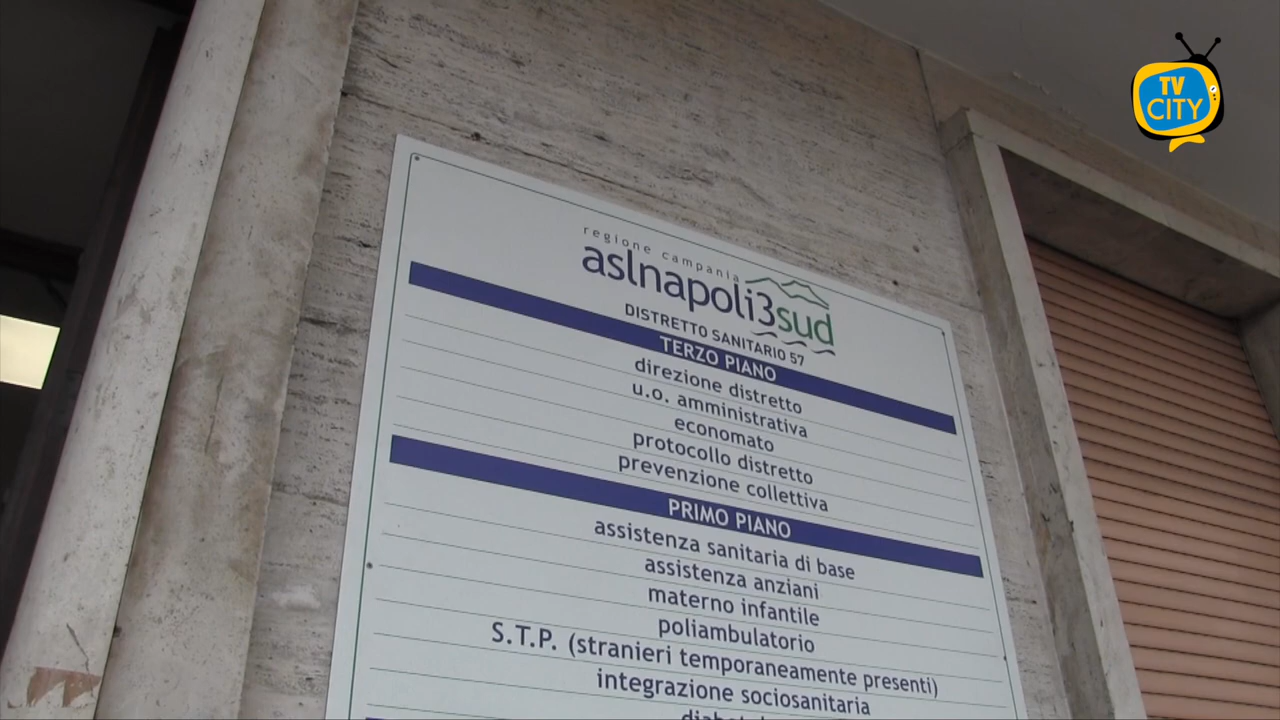 TV
CITY
regione campania
aslnapoli3sud
DISTRETTO SANITARIO 57
TERZO PIANO
direzione distretto
u.o. amministrativa
economato
protocollo distretto
prevenzione collettiva
PRIMO PIANO
assistenza sanitaria di base
assistenza anziani
materno infantile
poliambulatorio
S.T.P. (stranieri temporaneamente presenti)
integrazione sociosanitaria